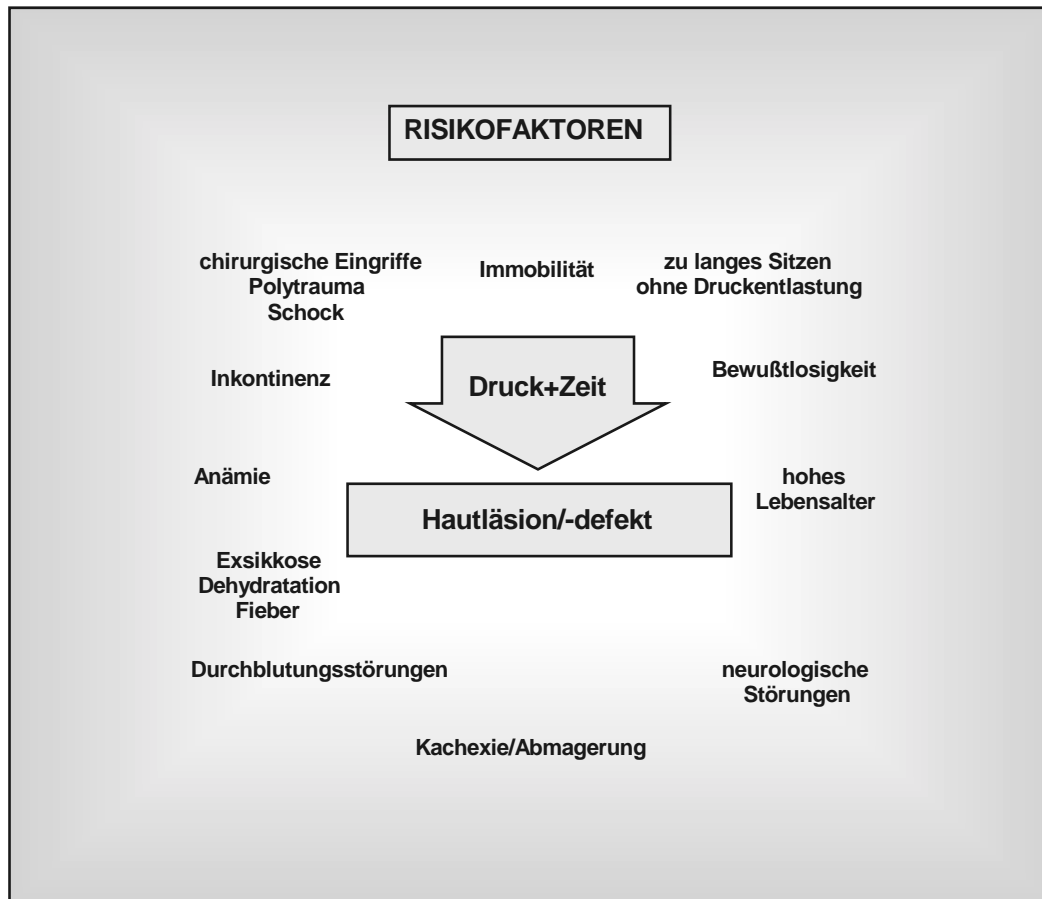 RISIKOFAKTOREN
chirurgische Eingriffe
Polytrauma
Schock
Immobilität
zu langes Sitzen
ohne Druckentlastung
Inkontinenz
Druck+Zeit
Bewußtlosigkeit
Anämie
hohes
Lebensalter
Hautläsion/-defekt
Exsikkose
Dehydratation
Fieber
Durchblutungsstörungen
neurologische
Störungen
Kachexie/Abmagerung